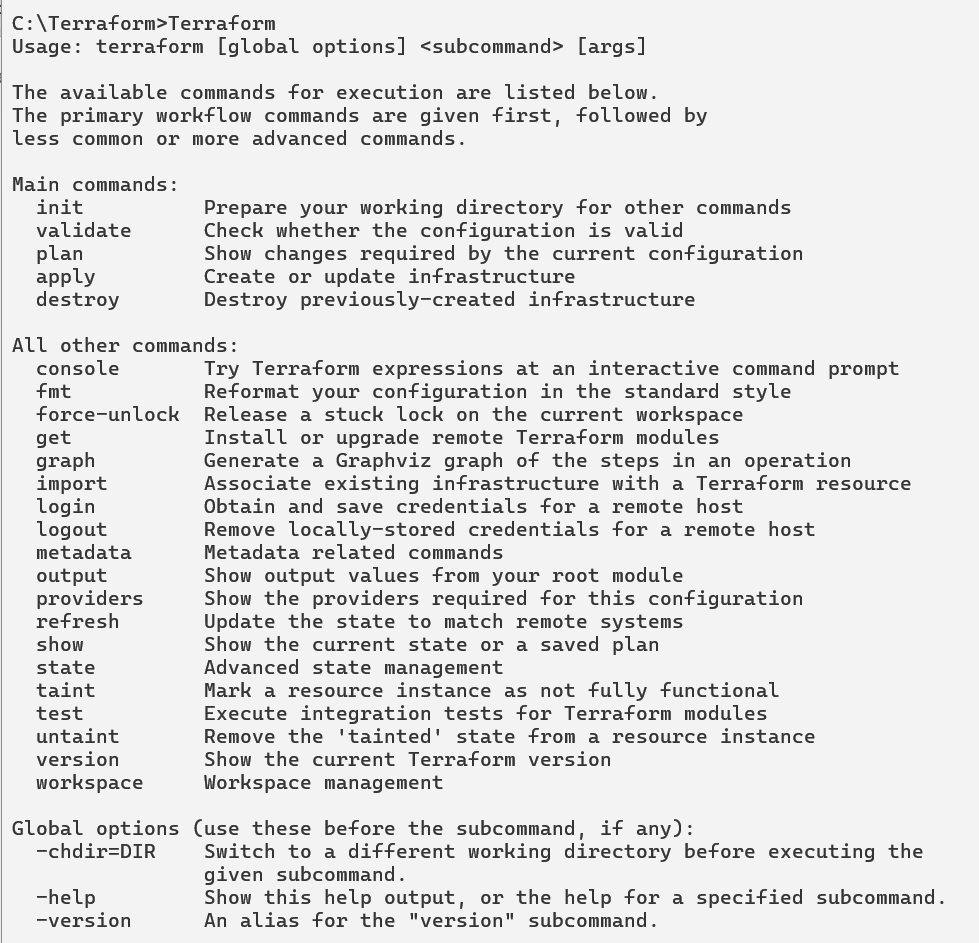 C:\Terraform>Terraform
Usage: terraform [global options] <subcommand> [args]

The available commands for execution are listed below.
The primary workflow commands are given first, followed by
less common or more advanced commands.

Main commands:
  init          Prepare your working directory for other commands
  validate      Check whether the configuration is valid
  plan          Show changes required by the current configuration
  apply         Create or update infrastructure
  destroy       Destroy previously-created infrastructure

All other commands:
  console       Try Terraform expressions at an interactive command prompt
  fmt           Reformat your configuration in the standard style
  force-unlock  Release a stuck lock on the current workspace
  get           Install or upgrade remote Terraform modules
  graph         Generate a Graphviz graph of the steps in an operation
  import        Associate existing infrastructure with a Terraform resource
  login         Obtain and save credentials for a remote host
  logout        Remove locally-stored credentials for a remote host
  metadata      Metadata related commands
  output        Show output values from your root module
  providers     Show the providers required for this configuration
  refresh       Update the state to match remote systems
  show          Show the current state or a saved plan
  state         Advanced state management
  taint         Mark a resource instance as not fully functional
  test          Execute integration tests for Terraform modules
  untaint       Remove the 'tainted' state from a resource instance
  version       Show the current Terraform version
  workspace     Workspace management

Global options (use these before the subcommand, if any):
  -chdir=DIR    Switch to a different working directory before executing the
                given subcommand.
  -help         Show this help output, or the help for a specified subcommand.
  -version      An alias for the "version" subcommand.